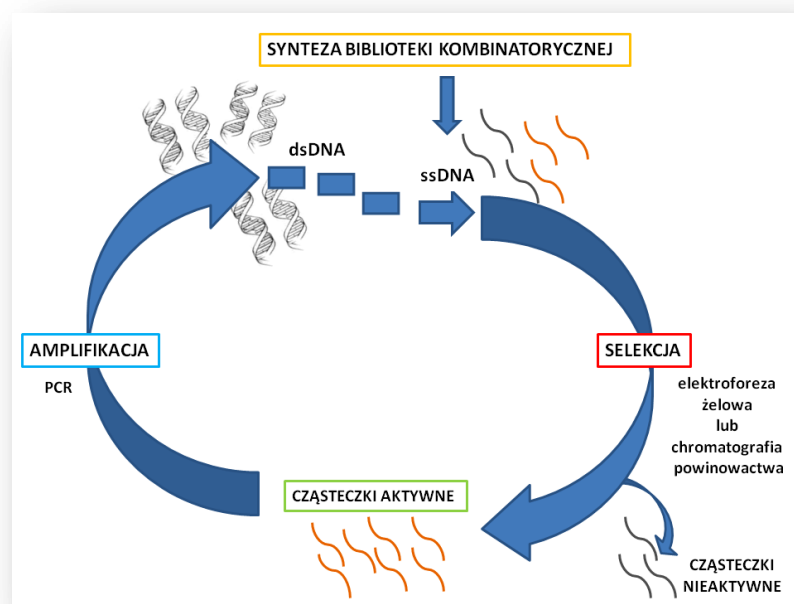 SYNTEZA BIBLIOTEKI KOMBINATORYCZNEJ
dsDNA
ssDNA
AMPLIFIKACJA
PCR
SELEKCJA
elektroforeza
żelowa
lub
chromatografia
powinowactwa
CZĄSTECZKI AKTYWNE
CZĄSTECZKI
NIEAKTYWNE